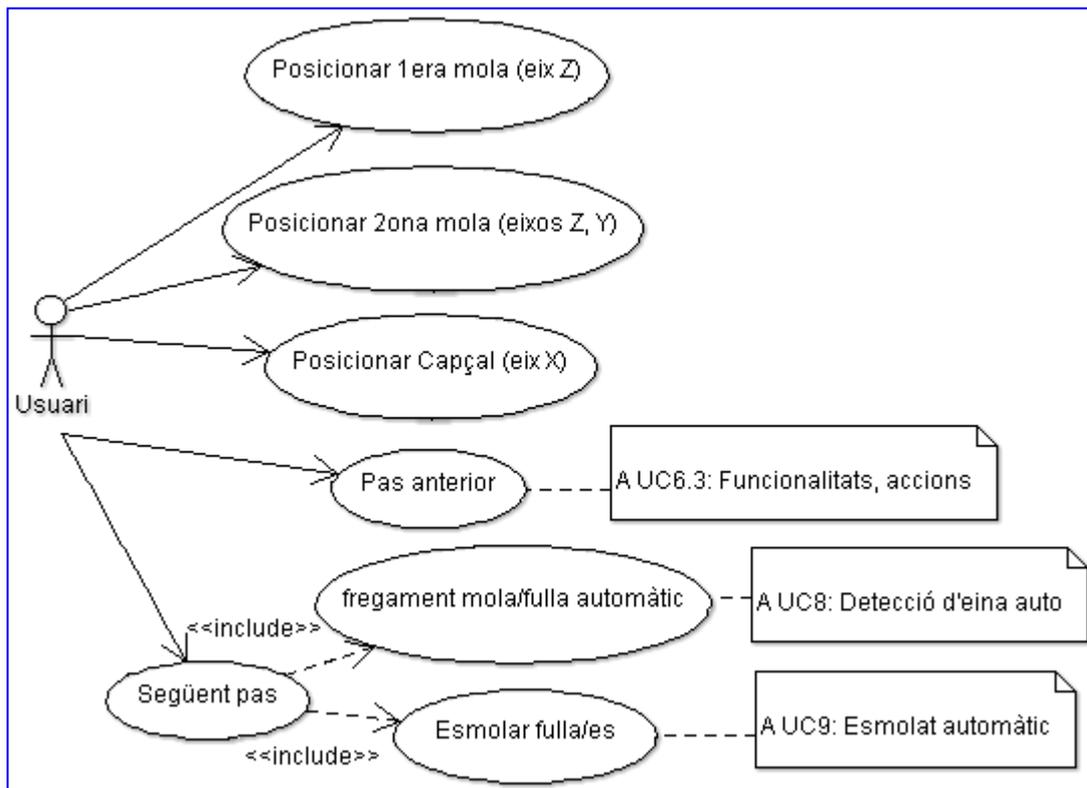 Posicionar 1era mola (eix Z)
Posicionar 2ona mola (eixos Z, Y)
Posicionar Capçal (eix X)
Usuari
Pas anterior
A UC6.3: Funcionalitats, accions
fregament mola/fulla automàtic
A UC8: Detecció d'eina auto
<<include>>
Següent pas
Esmolar fulla/es
A UC9: Esmolat automàtic
<<include>>